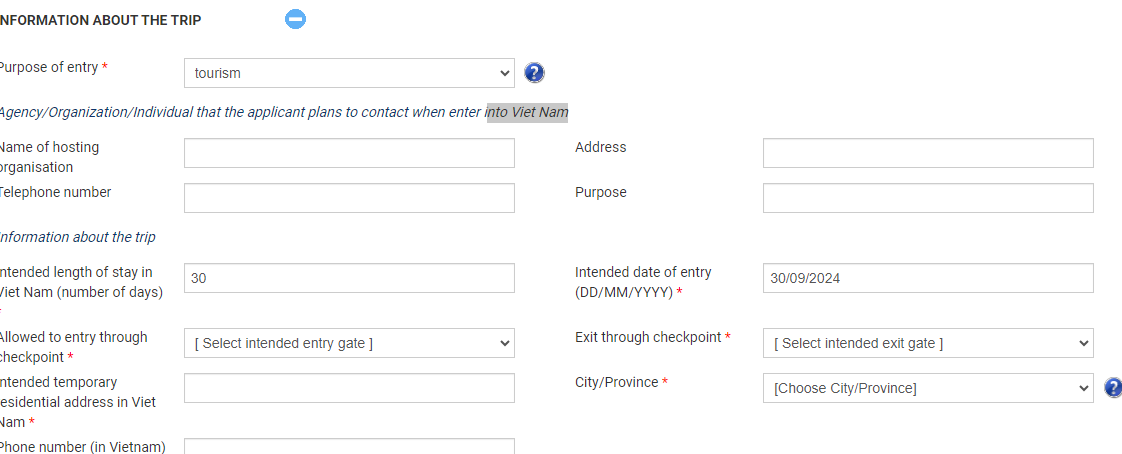 NFORMATION ABOUT THE TRIP
Purpose of entry *
tourism
Agency/Organization/Individual that the applicant plans to contact when enter into Viet Nam
Name of hosting organisation
Address
Telephone number
Purpose
nformation about the trip
ntended length of stay in Viet Nam (number of days) *
30
Intended date of entry (DD/MM/YYYY) *
30/09/2024
Allowed to entry through checkpoint *
[ Select intended entry gate ]
Exit through checkpoint *
[ Select intended exit gate ]
ntended temporary residential address in Viet Nam *
City/Province *
[Choose City/Province]
Phone number (in Vietnam)